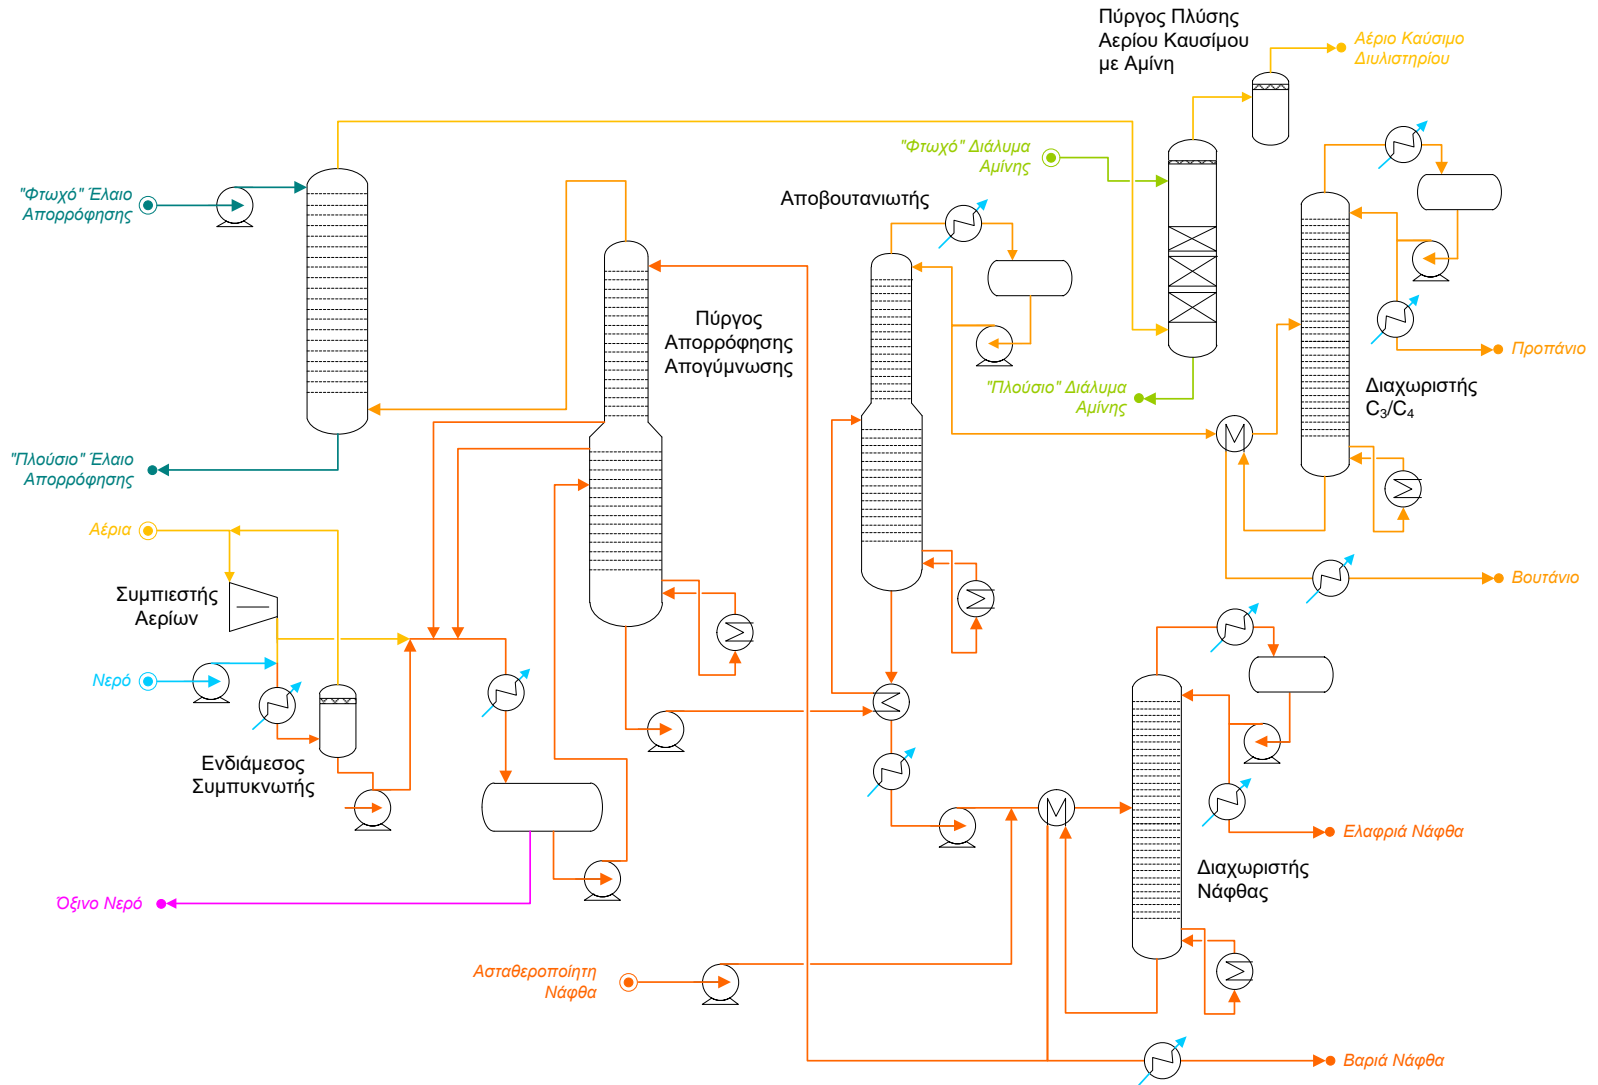 Πύργος Πλύσης
Αερίου Καυσίμου
με Αμίνη
Αέριο Καύσιμο
Διυλιστηρίου
"Φτωχό" Διάλυμα
Αμίνης
"Φτωχό" Έλαιο
Απορρόφησης
Αποβουτανιωτής
Πύργος
Απορρόφησης
Απογύμνωσης
Προπάνιο
"Πλούσιο" Διάλυμα
Αμίνης
Διαχωριστής
C₃/C₄
"Πλούσιο" Έλαιο
Απορρόφησης
Αέρια
Βουτάνιο
Συμπιεστής
Αερίων
Νερό
Ενδιάμεσος
Συμπυκνωτής
Ελαφριά Νάφθα
Διαχωριστής
Νάφθας
Όξινο Νερό
Ασταθεροποίητη
Νάφθα
Βαριά Νάφθα